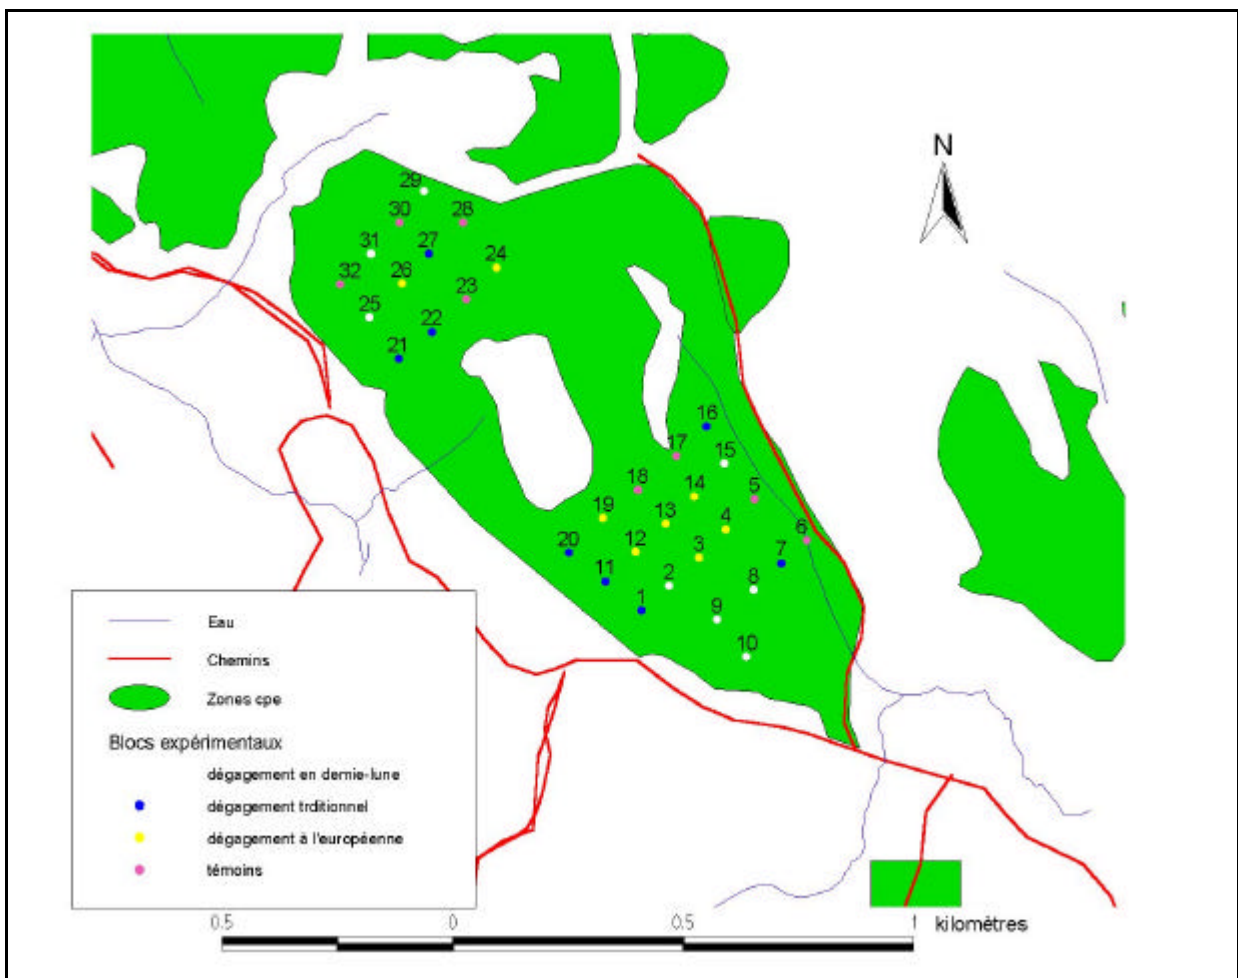 N
29
30 28
31 27 24
32 26 23
25 22
21
16
17 15
18 14 5
19 13 4 6
20 12 3 7
11 2 8
1 9
10
Eau
Chemins
Zones cpe
Blocs expérimentaux
dégagement en demie-lune
dégagement trditionnel
dégagement à l'européenne
témoins
0.5 0 0.5 1 kilomètres